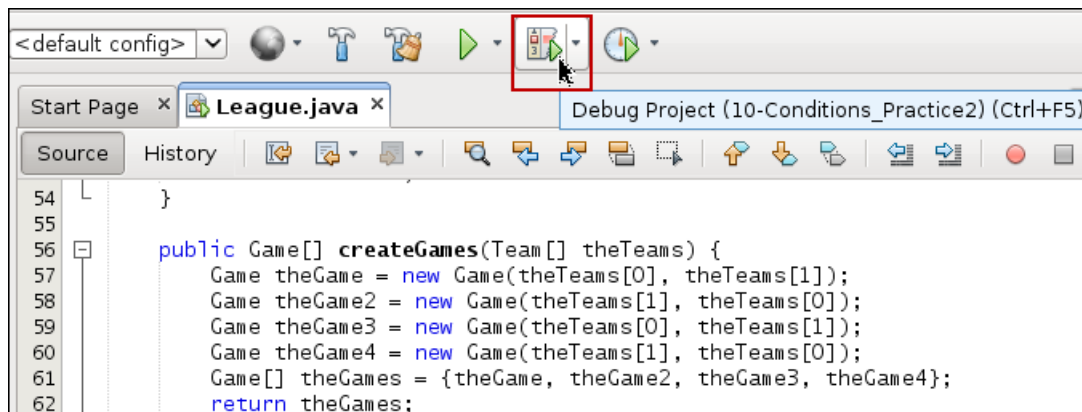 <default config>
Start Page × League.java ×
Debug Project (10-Conditions_Practice2) (Ctrl+F5)
Source History
54 }
55
56 public Game[] createGames(Team[] theTeams) {
57 Game theGame = new Game(theTeams[0], theTeams[1]);
58 Game theGame2 = new Game(theTeams[1], theTeams[0]);
59 Game theGame3 = new Game(theTeams[0], theTeams[1]);
60 Game theGame4 = new Game(theTeams[1], theTeams[0]);
61 Game[] theGames = {theGame, theGame2, theGame3, theGame4};
62 return theGames;